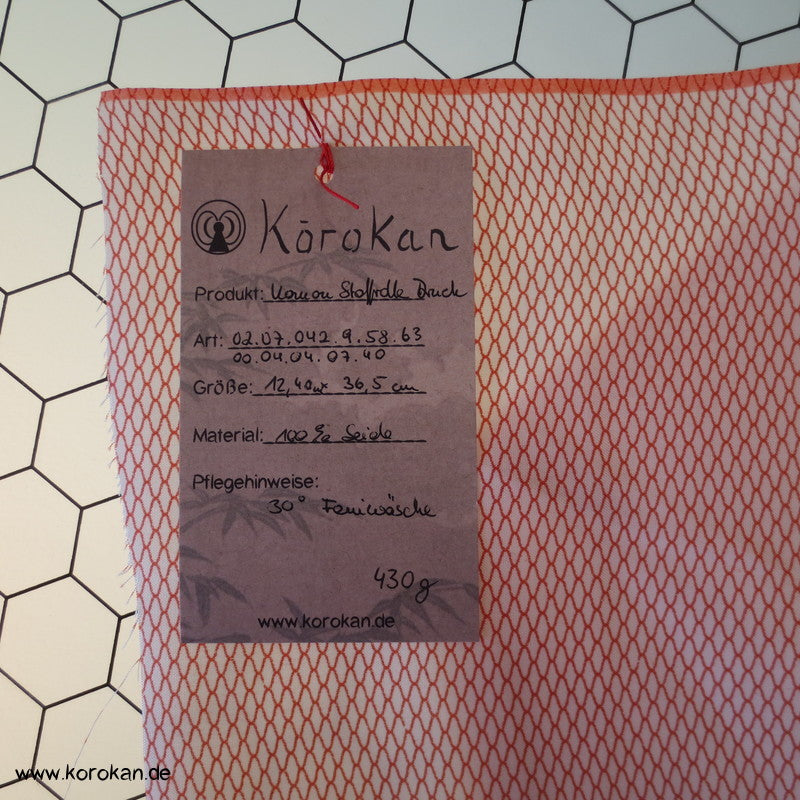 Kōrokan
Produkt: Kimono Stoffrolle Druck
Art: 02.07.042.9.58.63
00.04.04.07.40
Größe: 12,40m x 36,5 cm
Material: 100 % Seide
Pflegehinweise:
30° Feinwäsche
430g
www.korokan.de
www.korokan.de